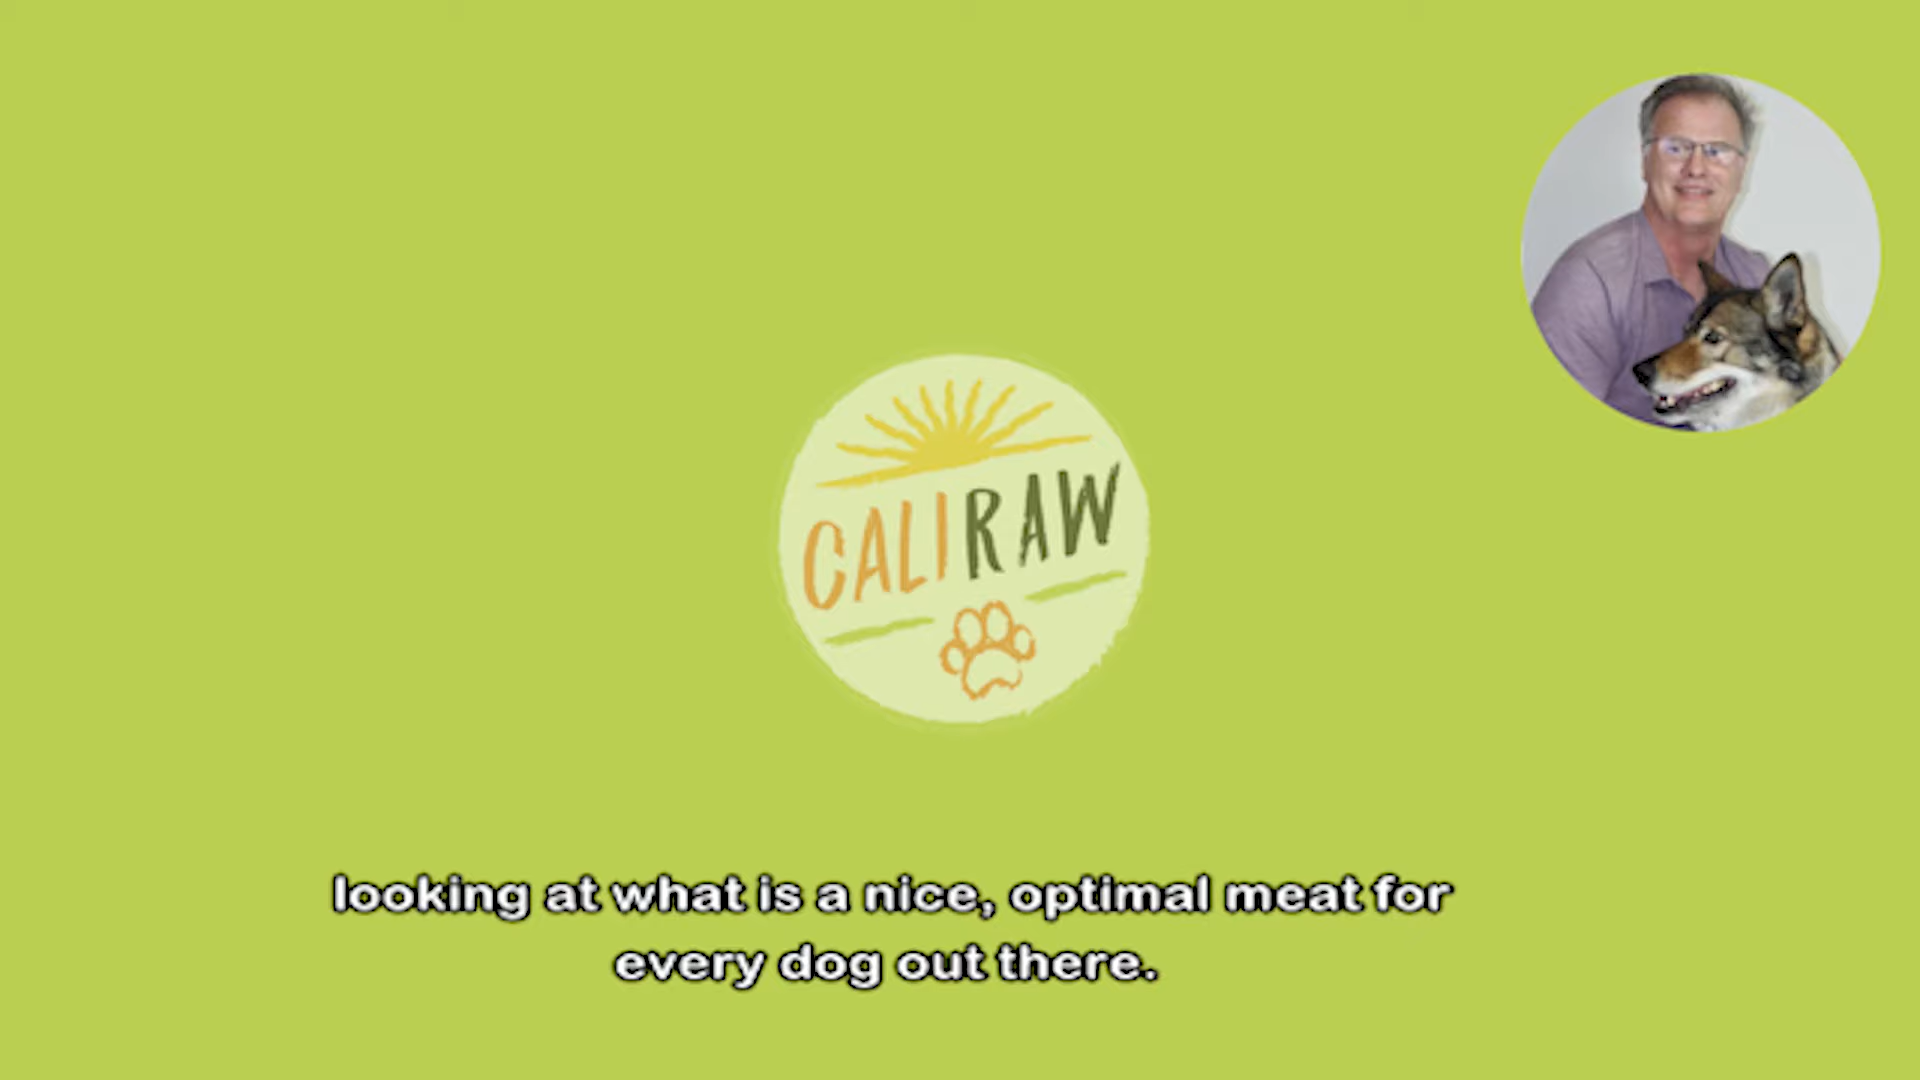 CALIRAW
looking at what is a nice, optimal meat for
every dog out there.